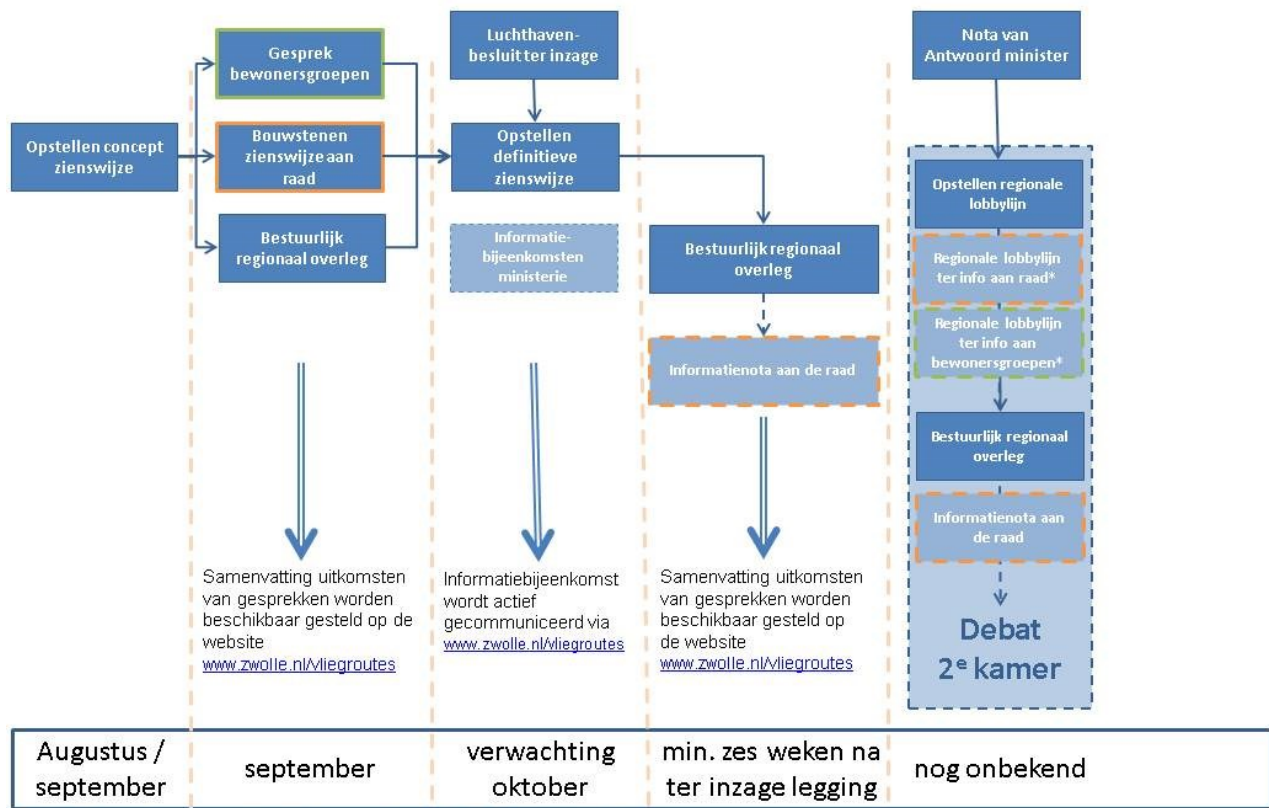 Opstellen concept
zienswijze
Gesprek
bewonersgroepen
Bouwstenen
zienswijze aan
raad
Bestuurlijk
regionaal overleg
Samenvatting uitkomsten
van gesprekken worden
beschikbaar gesteld op de
website
www.zwolle.nl/vliegroutes
Luchthaven-
besluit ter inzage
Opstellen
definitieve
zienswijze
Informatie-
bijeenkomsten
ministerie
Informatiebijeenkomst
wordt actief
gecommuniceerd via
www.zwolle.nl/vliegroutes
Bestuurlijk regionaal
overleg
Informatienota aan de raad
Samenvatting uitkomsten
van gesprekken worden
beschikbaar gesteld op
de website
www.zwolle.nl/vliegroutes
Nota van
Antwoord minister
Opstellen regionale
lobbylijn
Regionale lobbylijn
ter info aan raad*
Regionale lobbylijn
ter info aan
bewonersgroepen*
Bestuurlijk regionaal
overleg
Informatienota aan
de raad
Debat
2e kamer
Augustus /
september
september
verwachting
oktober
min. zes weken na
ter inzage legging
nog onbekend